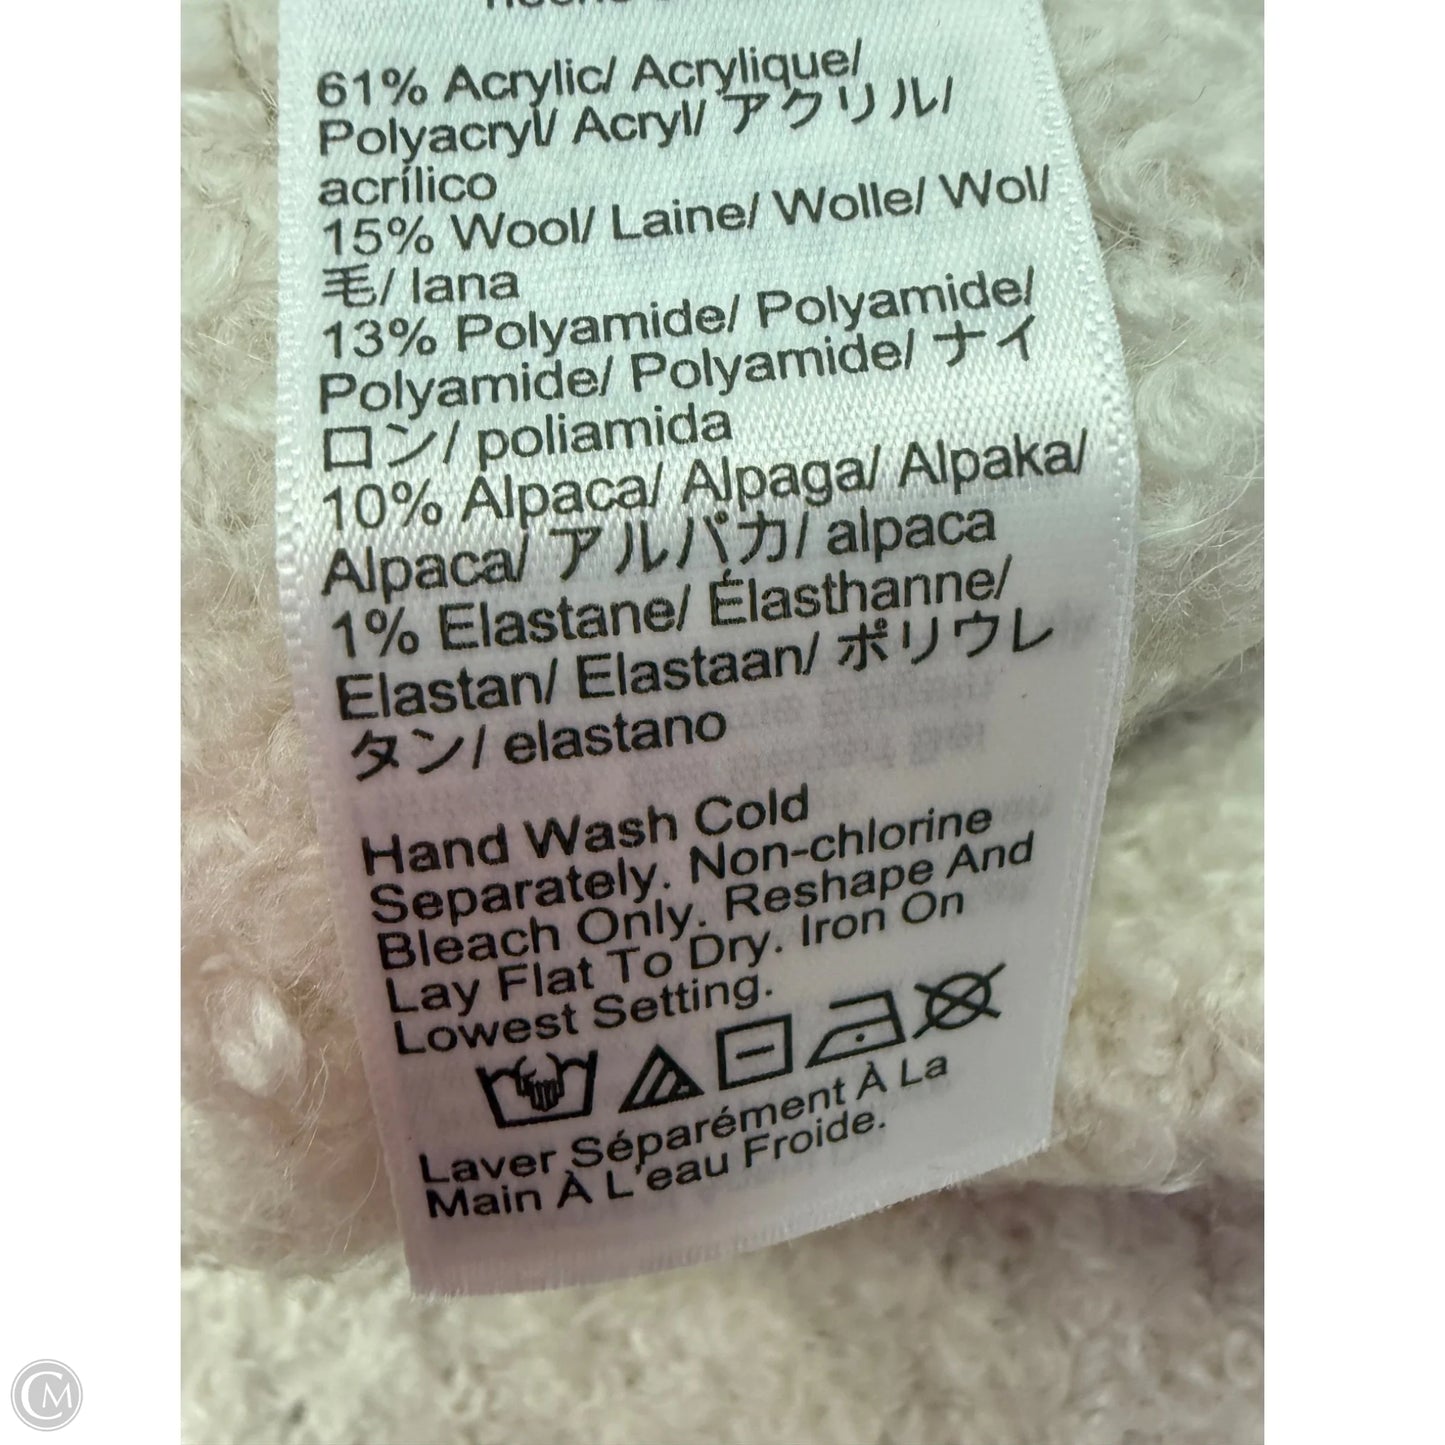 61% Acrylic/ Acrylique/
Polyacryl/ Acryl/ アクリル/
acrílico
15% Wool/ Laine/ Wolle/ Wol/
毛/ lana
13% Polyamide/ Polyamide/
Polyamide/ Polyamide/ ナイ
ロン/ poliamida
10% Alpaca/ Alpaga/ Alpaka/
Alpaca/ アルパカ/ alpaca
1% Elastane/ Élasthanne/
Elastan/ Elastaan/ ポリウレ
タン/ elastano
Hand Wash Cold
Separately. Non-chlorine
Bleach Only. Reshape And
Lay Flat To Dry. Iron On
Lowest Setting.
Laver Séparément À La
Main À L'eau Froide.
CM